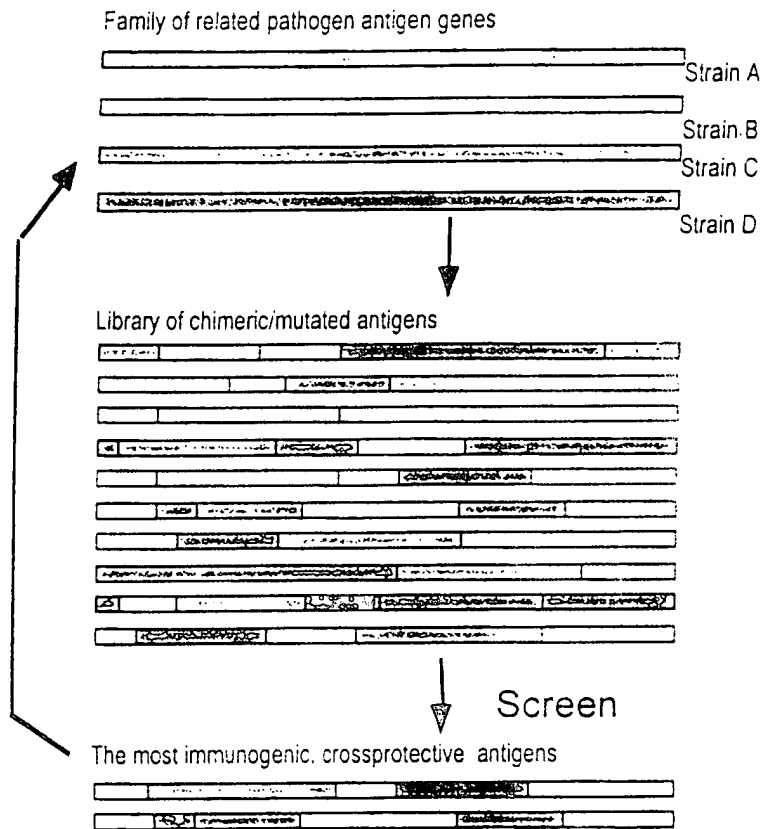 Family of related pathogen antigen genes
Strain A
Strain B
Strain C
Strain D
Library of chimeric/mutated antigens
Screen
The most immunogenic, crossprotective antigens